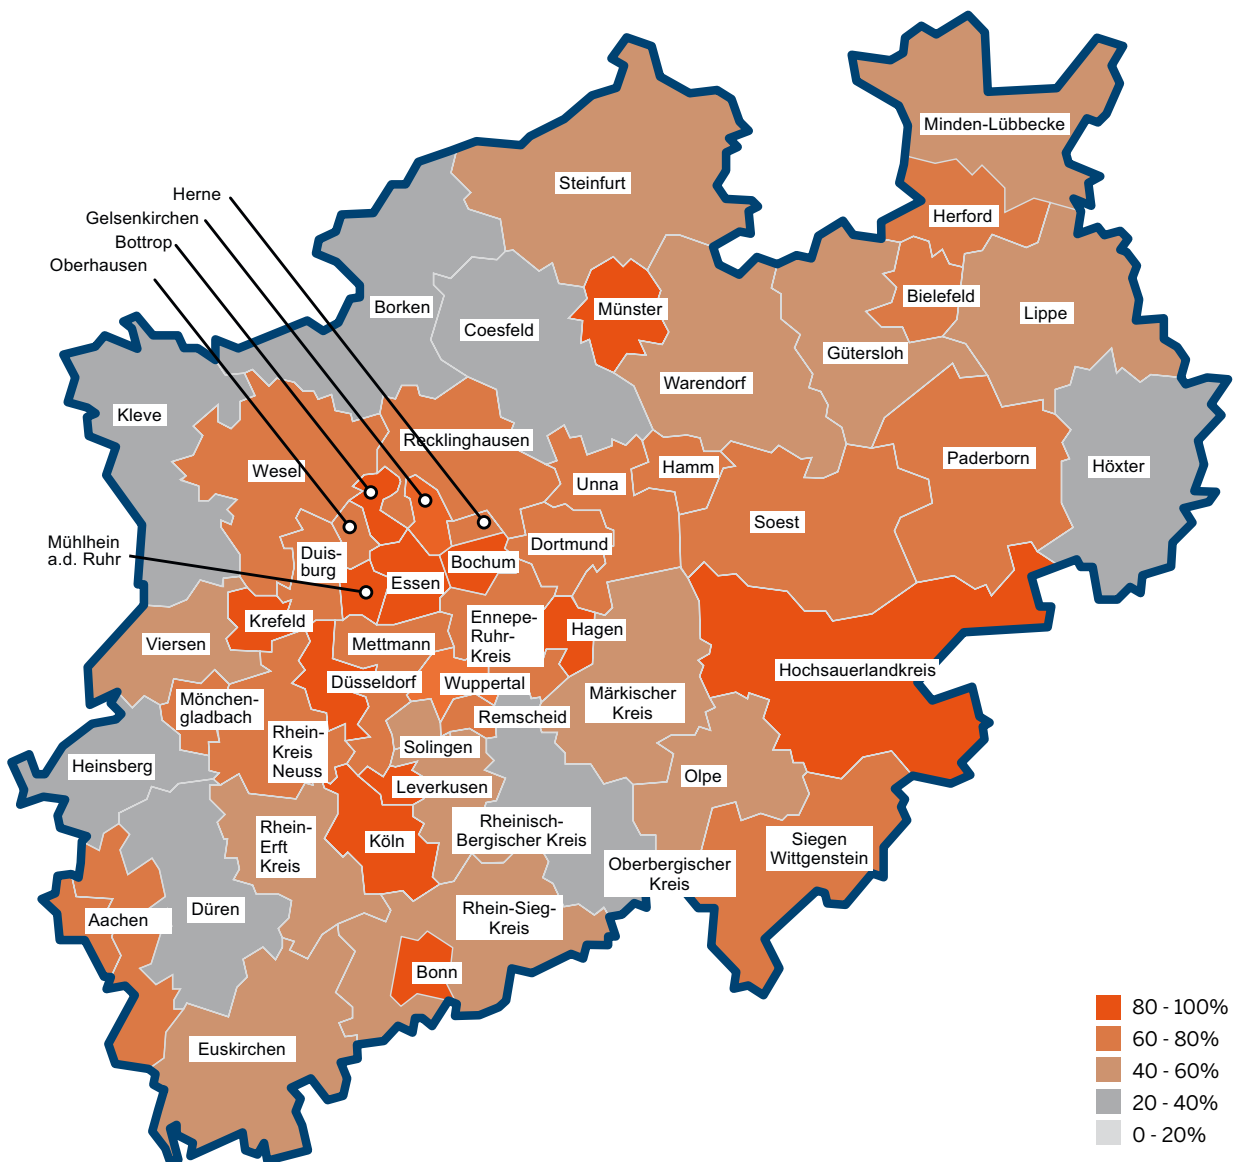 Minden-Lübbecke
Steinfurt
Herne
Gelsenkirchen
Bottrop
Oberhausen
Herford
Borken
Coesfeld
Münster
Bielefeld
Lippe
Gütersloh
Warendorf
Kleve
Recklinghausen
Wesel
Hamm
Unna
Paderborn
Höxter
Soest
Mühlhein
a.d. Ruhr
Duis-
burg
Dortmund
Bochum
Essen
Krefeld
Viersen
Mettmann
Ennepe-
Ruhr-
Kreis
Hagen
Hochsauerlandkreis
Düsseldorf
Wuppertal
Märkischer
Kreis
Mönchen-
gladbach
Remscheid
Rhein-
Kreis
Neuss
Solingen
Heinsberg
Leverkusen
Olpe
Rhein-
Erft
Kreis
Köln
Rheinisch-
Bergischer Kreis
Siegen
Wittgenstein
Oberbergischer
Kreis
Düren
Aachen
Rhein-Sieg-
Kreis
Bonn
Euskirchen
80 - 100%
60 - 80%
40 - 60%
20 - 40%
0 - 20%